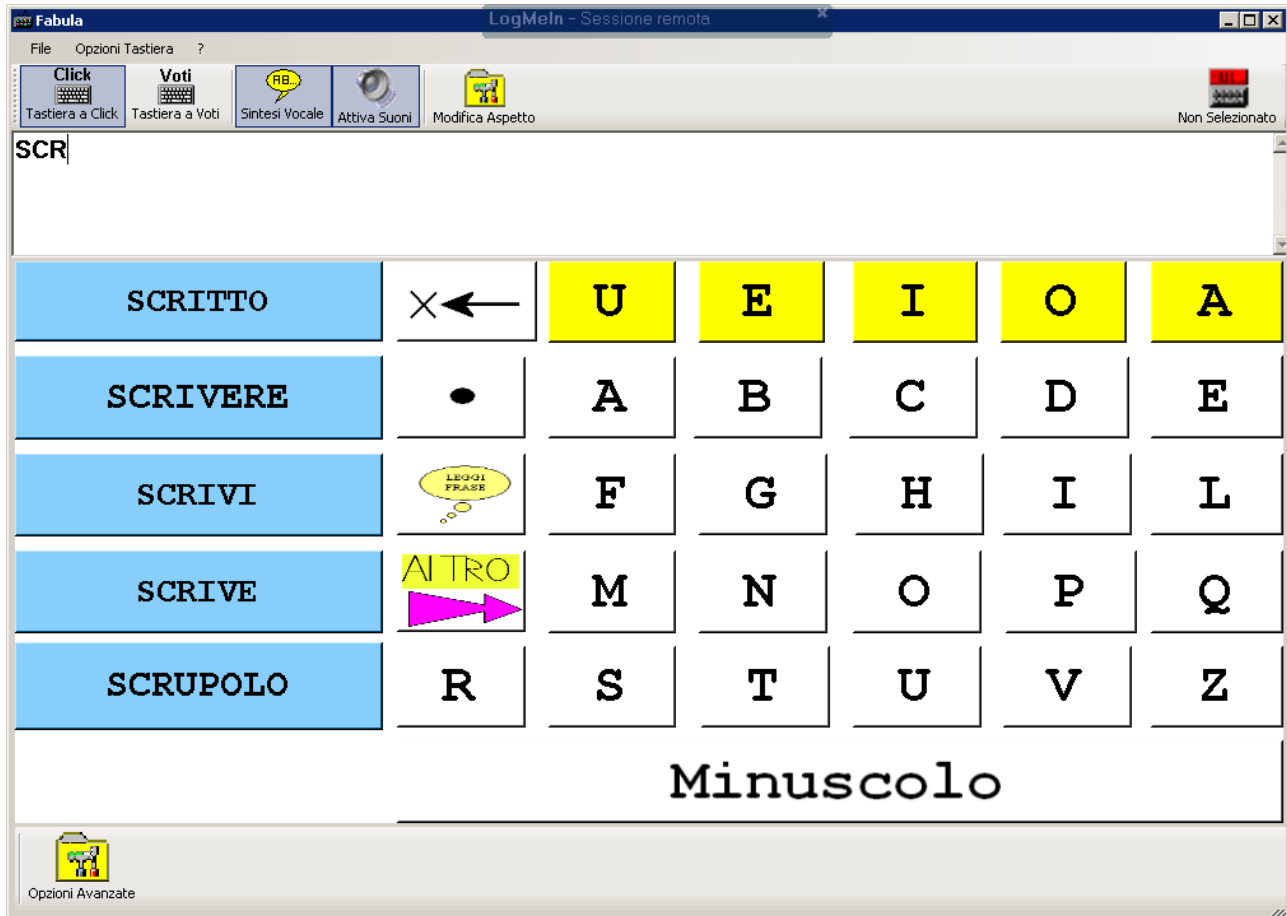 Fabula
LogMeIn - Sessione remota
File Opzioni Tastiera ?
Click
Tastiera a Click
Voti
Tastiera a Voti
AB...
Sintesi Vocale
Attiva Suoni
Modifica Aspetto
Non Selezionato
SCR
SCRITTO U E I O A
SCRIVERE A B C D E
SCRIVI LEGGI FRASE F G H I L
SCRIVE ALTRO M N O P Q
SCRUPOLO R S T U V Z
Minuscolo
Opzioni Avanzate